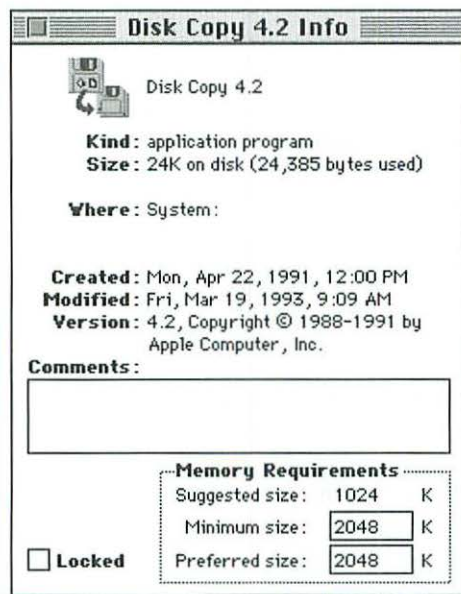 Disk Copy 4.2 Info
Disk Copy 4.2
Kind: application program
Size: 24K on disk (24,385 bytes used)
Where: System:
Created: Mon, Apr 22, 1991, 12:00 PM
Modified: Fri, Mar 19, 1993, 9:09 AM
Version: 4.2, Copyright © 1988-1991 by
Apple Computer, Inc.
Comments:
Memory Requirements
Suggested size: 1024 K
Minimum size: 2048 K
Locked Preferred size: 2048 K